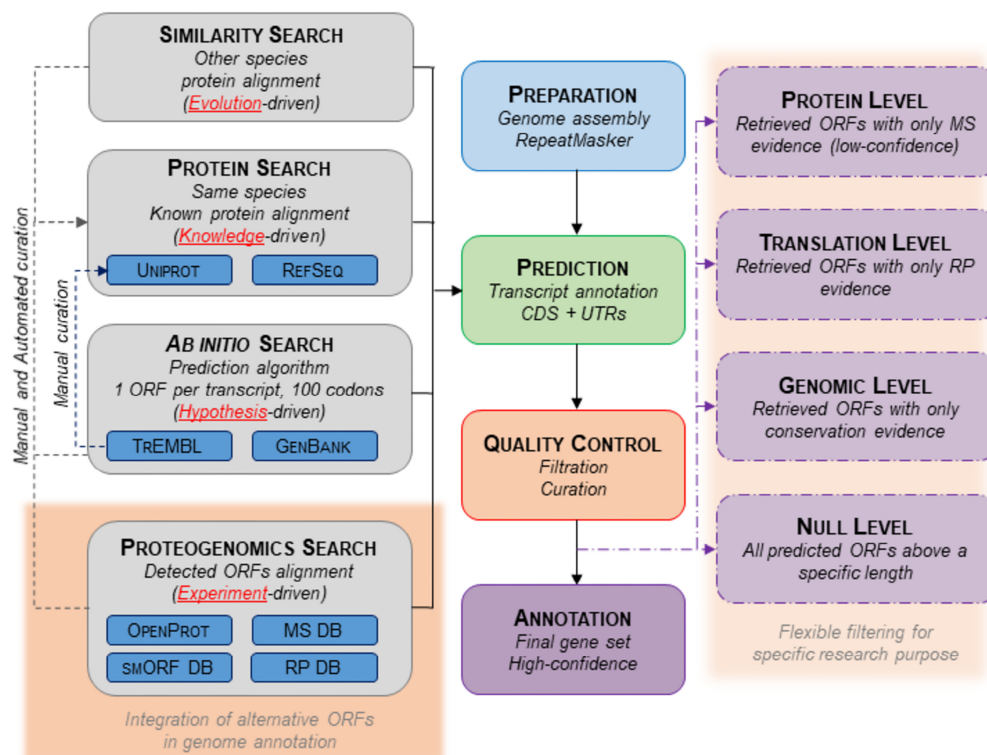 SIMILARITY SEARCH
Other species
protein alignment
(Evolution-driven)
PROTEIN SEARCH
Same species
Known protein alignment
(Knowledge-driven)
UNIPROT
REFSEQ
AB INITIO SEARCH
Prediction algorithm
1 ORF per transcript, 100 codons
(Hypothesis-driven)
TREMBL
GENBANK
PROTEOGENOMICS SEARCH
Detected ORFs alignment
(Experiment-driven)
OPENPROT
MS DB
SMORF DB
RP DB
Integration of alternative ORFs
in genome annotation
Manual and Automated curation
Manual curation
PREPARATION
Genome assembly
RepeatMasker
PREDICTION
Transcript annotation
CDS + UTRs
QUALITY CONTROL
Filtration
Curation
ANNOTATION
Final gene set
High-confidence
PROTEIN LEVEL
Retrieved ORFs with only MS
evidence (low-confidence)
TRANSLATION LEVEL
Retrieved ORFs with only RP
evidence
GENOMIC LEVEL
Retrieved ORFs with only
conservation evidence
NULL LEVEL
All predicted ORFs above a
specific length
Flexible filtering for
specific research purpose